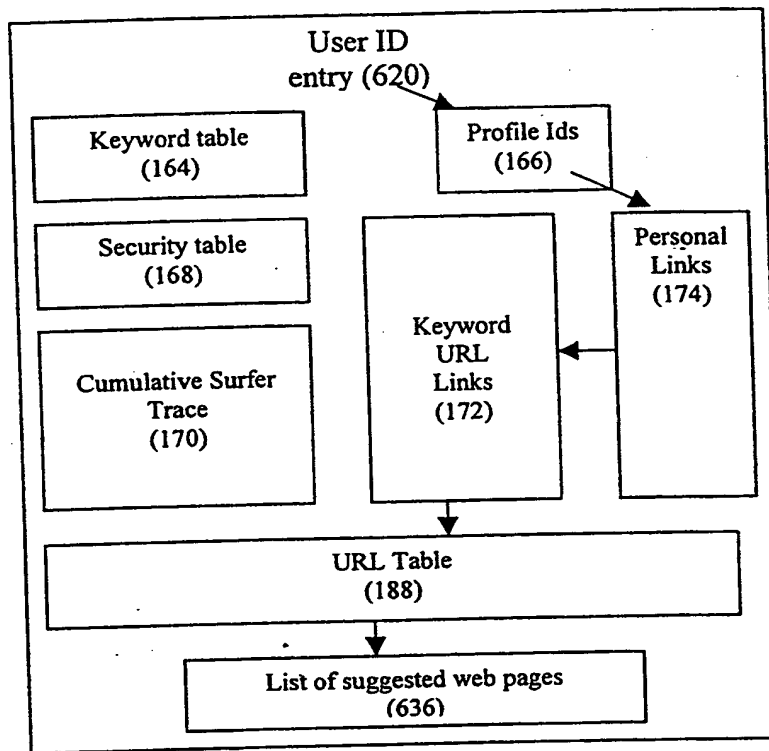 User ID
entry (620)
Keyword table
(164)
Profile Ids
(166)
Security table
(168)
Personal
Links
(174)
Keyword
URL
Links
(172)
Cumulative Surfer
Trace
(170)
URL Table
(188)
List of suggested web pages
(636)